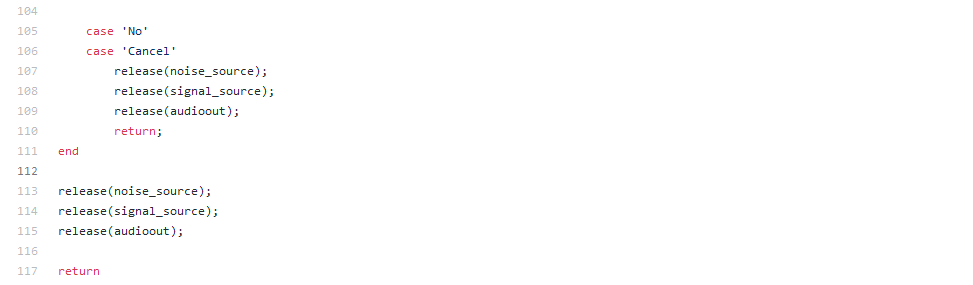 104
105 case 'No'
106 case 'Cancel'
107 release(noise_source);
108 release(signal_source);
109 release(audioout);
110 return;
111 end
112
113 release(noise_source);
114 release(signal_source);
115 release(audioout);
116
117 return